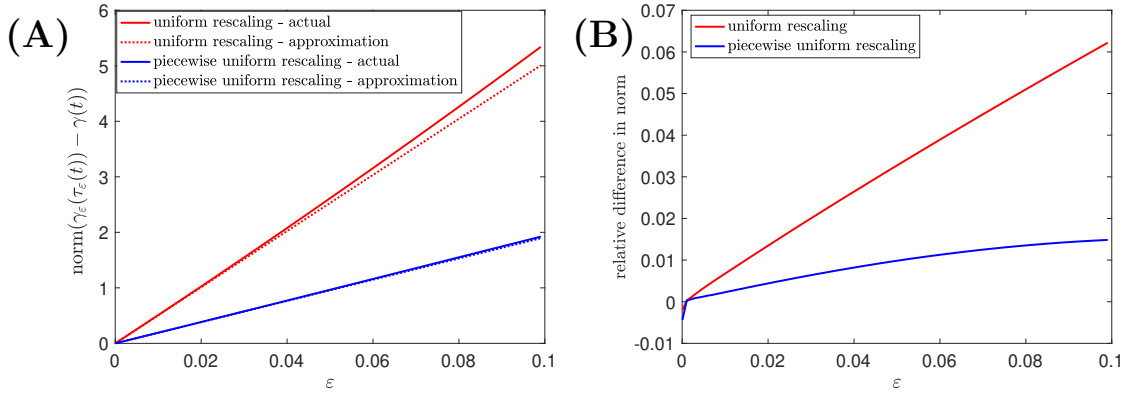 (A)
uniform rescaling - actual
uniform rescaling - approximation
piecewise uniform rescaling - actual
piecewise uniform rescaling - approximation
norm(γ_ε(τ_ε(t)) − γ(t))
6
5
4
3
2
1
0
0
0.02
0.04
0.06
0.08
0.1
ε
(B)
uniform rescaling
piecewise uniform rescaling
relative difference in norm
0.07
0.06
0.05
0.04
0.03
0.02
0.01
0
-0.01
0
0.02
0.04
0.06
0.08
0.1
ε